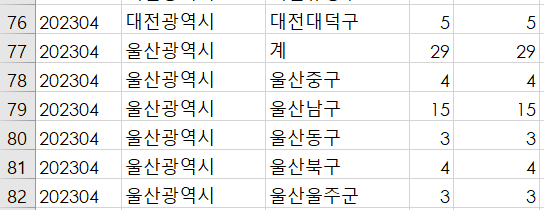 76 202304 대전광역시 대전대덕구 5 5
77 202304 울산광역시 계 29 29
78 202304 울산광역시 울산중구 4 4
79 202304 울산광역시 울산남구 15 15
80 202304 울산광역시 울산동구 3 3
81 202304 울산광역시 울산북구 4 4
82 202304 울산광역시 울산울주군 3 3